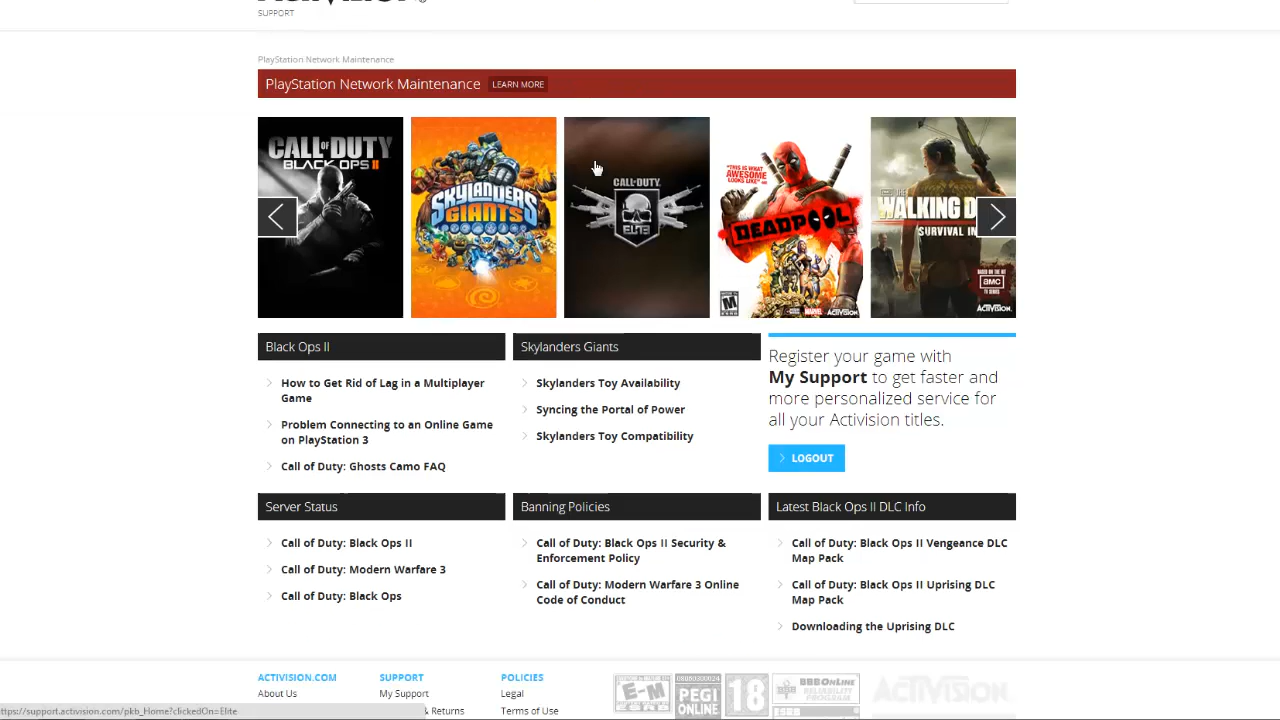 SUPPORT
PlayStation Network Maintenance
PlayStation Network Maintenance LEARN MORE
CALL OF DUTY
BLACK OPS II
SKYLANDERS
GIANTS
CALL OF DUTY
ELITE
"THIS IS WHAT
AWESOME
LOOKS LIKE."
DEADPOOL
M
MARVEL ACTIVISION
THE
WALKING D
SURVIVAL IN
BASED ON THE HIT
amc
TV SERIES
ACTIVISION
Black Ops II
How to Get Rid of Lag in a Multiplayer
Game
Problem Connecting to an Online Game
on PlayStation 3
Call of Duty: Ghosts Camo FAQ
Skylanders Giants
Skylanders Toy Availability
Syncing the Portal of Power
Skylanders Toy Compatibility
Register your game with
My Support to get faster and
more personalized service for
all your Activision titles.
LOGOUT
Server Status
Call of Duty: Black Ops II
Call of Duty: Modern Warfare 3
Call of Duty: Black Ops
Banning Policies
Call of Duty: Black Ops II Security &
Enforcement Policy
Call of Duty: Modern Warfare 3 Online
Code of Conduct
Latest Black Ops II DLC Info
Call of Duty: Black Ops II Vengeance DLC
Map Pack
Call of Duty: Black Ops II Uprising DLC
Map Pack
Downloading the Uprising DLC
ACTIVISION.COM
About Us
SUPPORT
My Support
& Returns
POLICIES
Legal
Terms of Use
E-M
PEGI
ONLINE
18
BBB ONLINE
RELIABILITY
PROGRAM
ACTIVISION
ttps://support.activision.com/pkb_Home?clickedOn=Elite